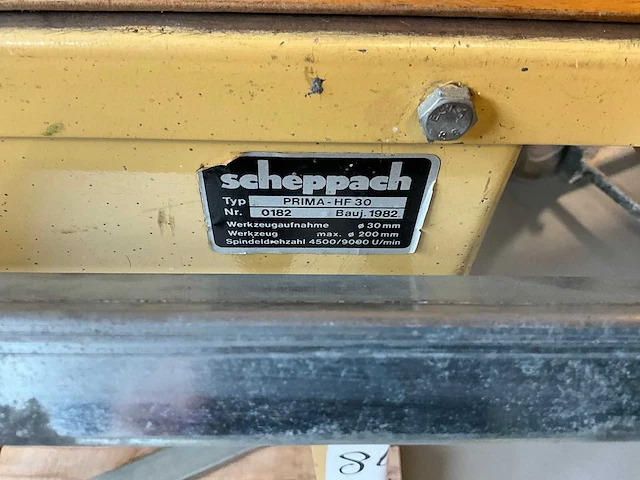 scheppach
Typ PRIMA - HF 30
Nr. 0182 Bauj. 1982
Werkzeugaufnahme ø 30 mm
Werkzeug max. ø 200 mm
Spindeldrehzahl 4500/9000 U/min